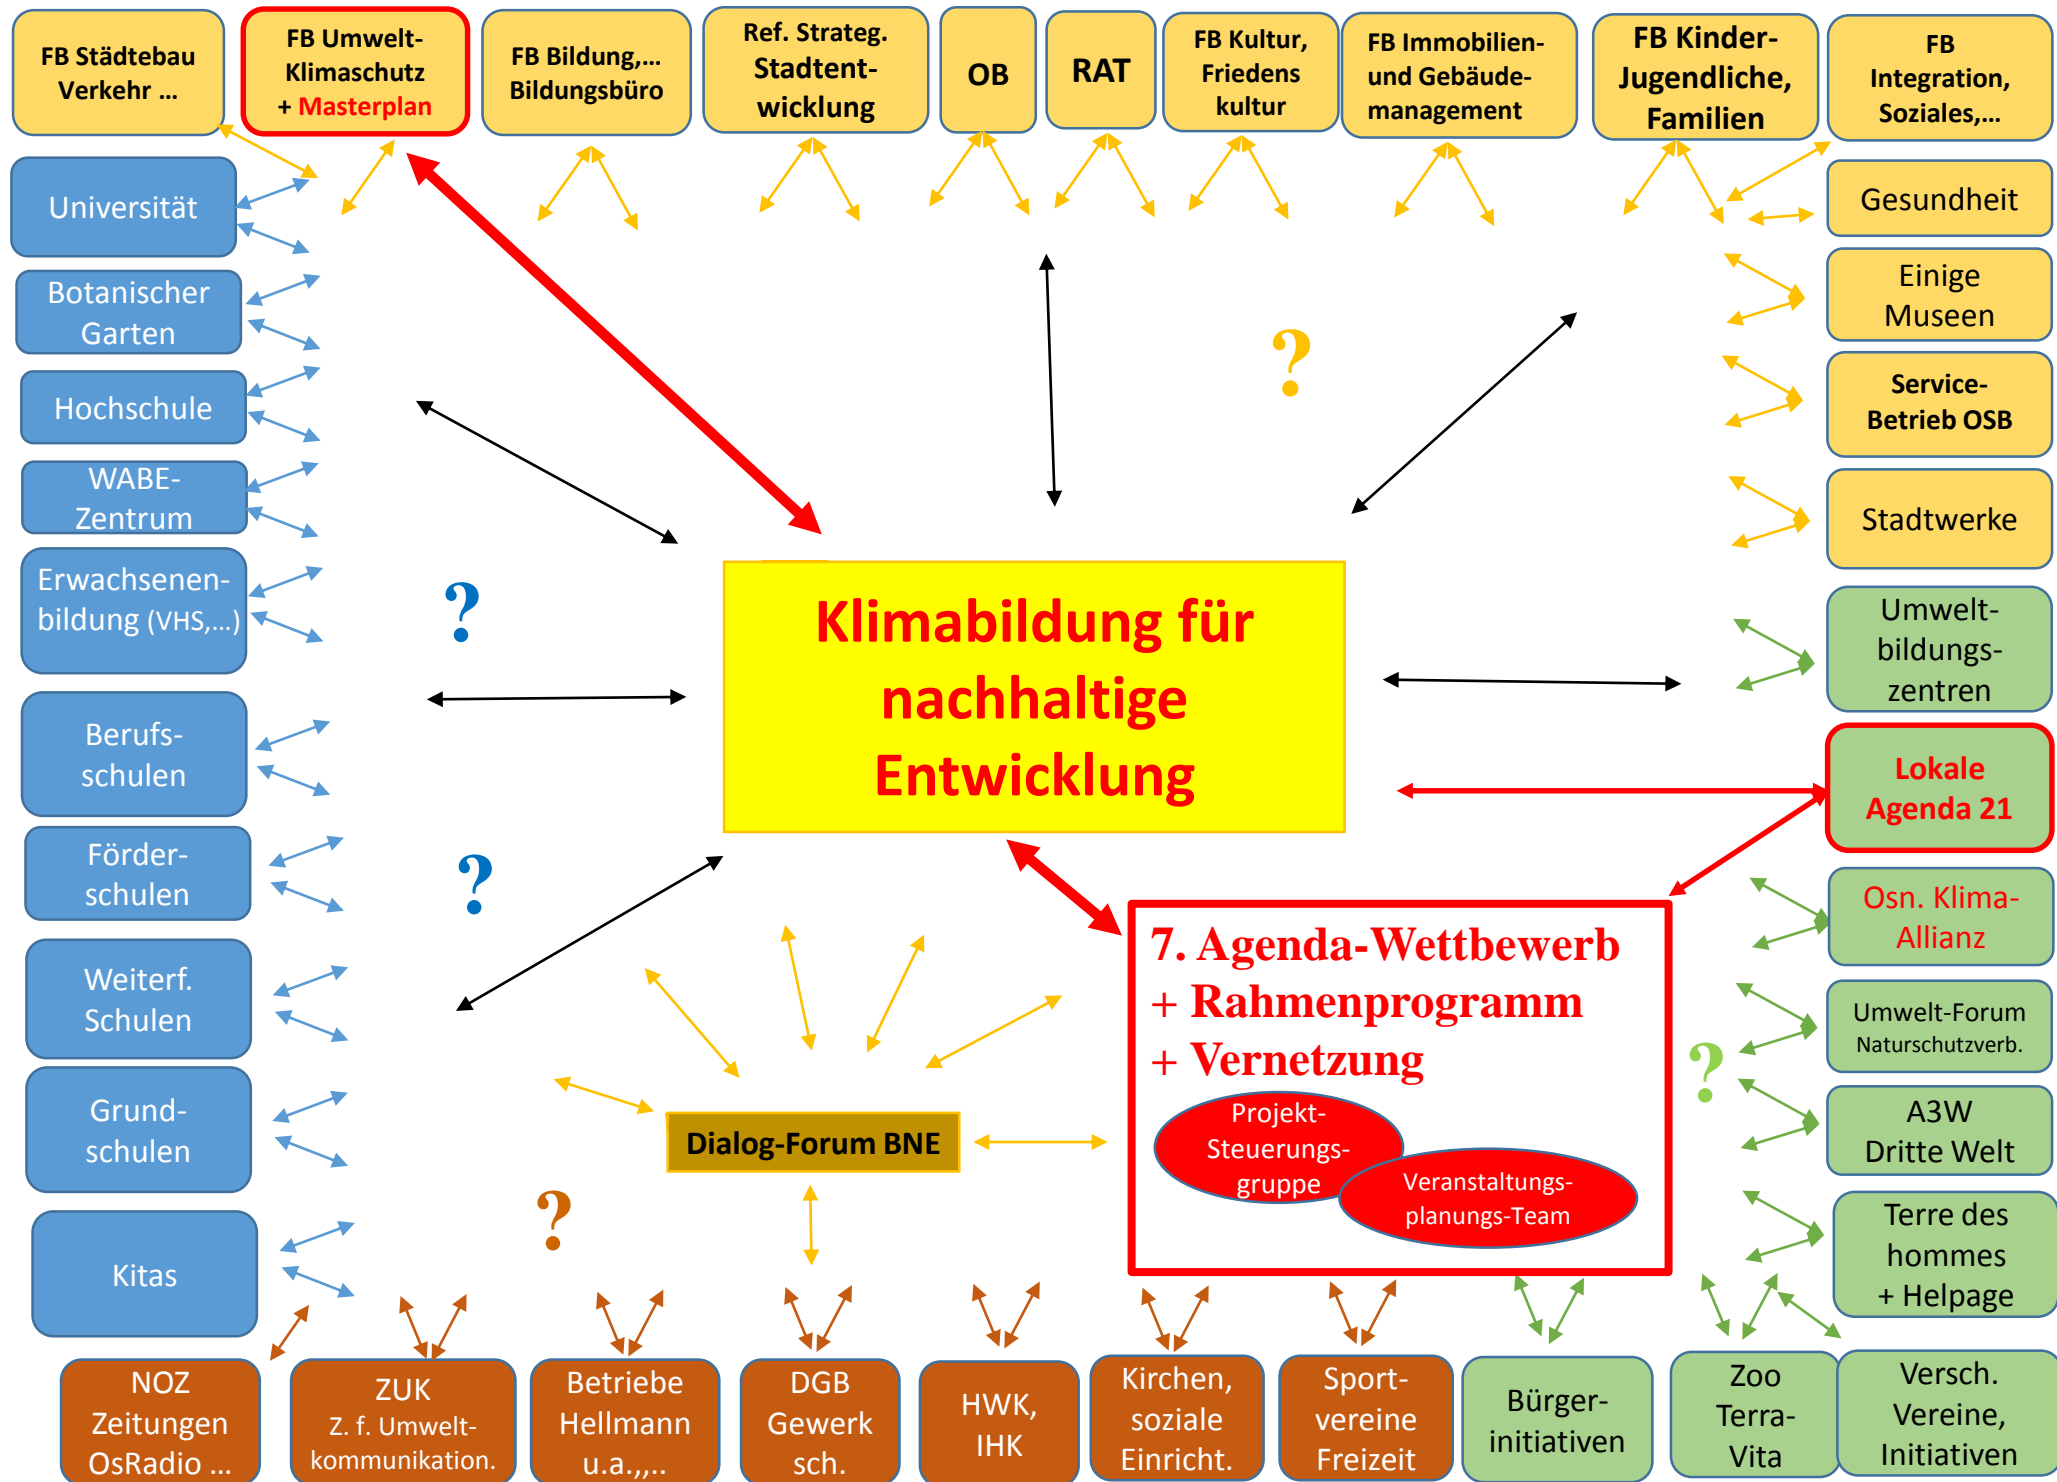 FB Städtebau
Verkehr ...
FB Umwelt-
Klimaschutz
+ Masterplan
FB Bildung,...
Bildungsbüro
Ref. Strateg.
Stadtent-
wicklung
OB
RAT
FB Kultur,
Friedens
kultur
FB Immobilien-
und Gebäude-
management
FB Kinder-
Jugendliche,
Familien
FB
Integration,
Soziales,...
Universität
Botanischer
Garten
Hochschule
WABE-
Zentrum
Erwachsenen-
bildung (VHS,...)
Berufs-
schulen
Förder-
schulen
Weiterf.
Schulen
Grund-
schulen
Kitas
?
?
?
?
?
Klimabildung für
nachhaltige
Entwicklung
Dialog-Forum BNE
7. Agenda-Wettbewerb
+ Rahmenprogramm
+ Vernetzung
Projekt-
Steuerungs-
gruppe
Veranstaltungs-
planungs-Team
Gesundheit
Einige
Museen
Service-
Betrieb OSB
Stadtwerke
Umwelt-
bildungs-
zentren
Lokale
Agenda 21
Osn. Klima-
Allianz
Umwelt-Forum
Naturschutzverb.
A3W
Dritte Welt
Terre des
hommes
+ Helpage
NOZ
Zeitungen
OsRadio ...
ZUK
Z. f. Umwelt-
kommunikation.
Betriebe
Hellmann
u.a.,,..
DGB
Gewerk
sch.
HWK,
IHK
Kirchen,
soziale
Einricht.
Sport-
vereine
Freizeit
Bürger-
initiativen
Zoo
Terra-
Vita
Versch.
Vereine,
Initiativen